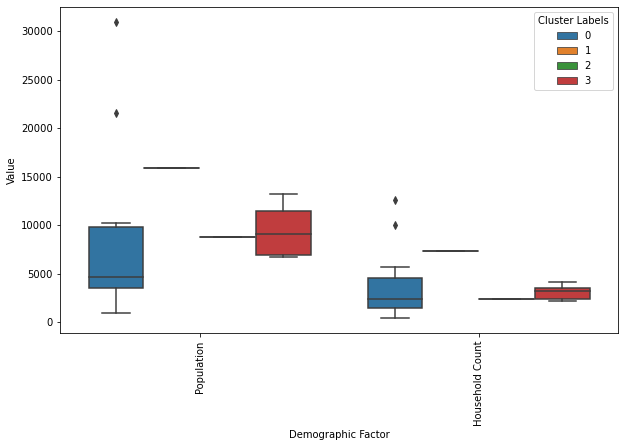 Cluster Labels
0
1
2
3
30000
25000
20000
15000
10000
5000
0
Value
Population
Household Count
Demographic Factor